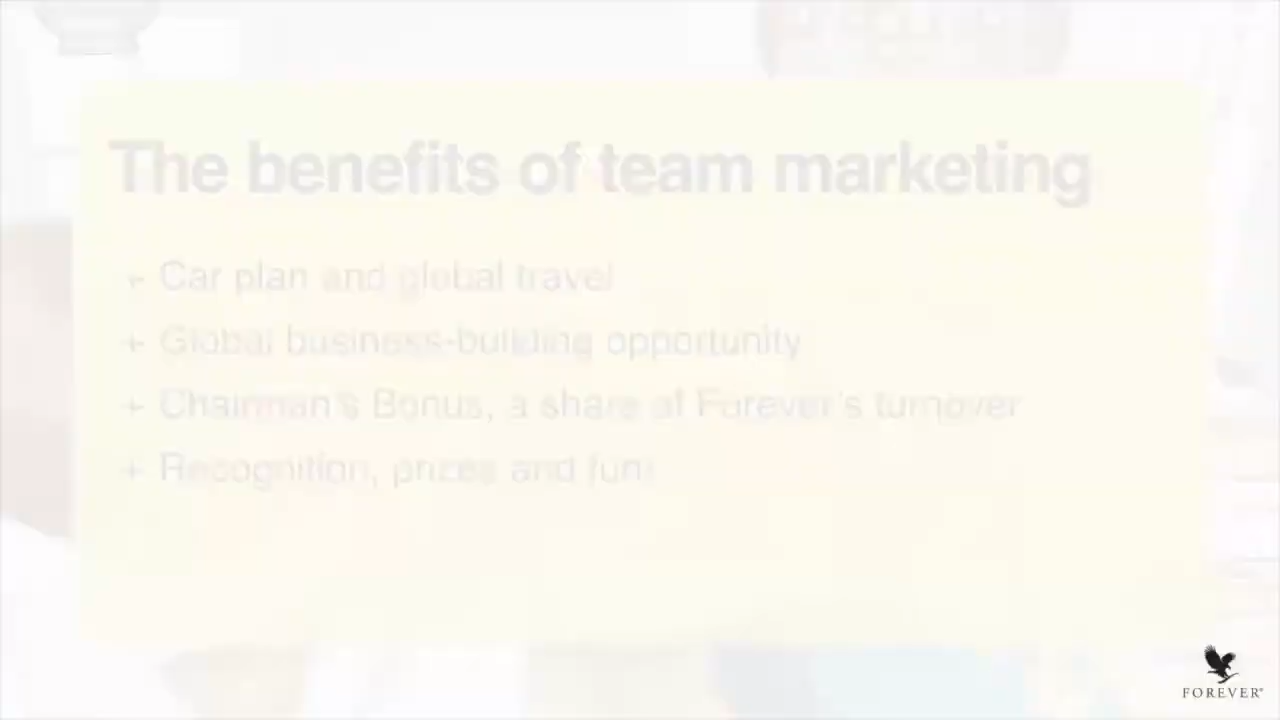 The benefits of team marketing
+ Car plan and global travel
+ Global business-building opportunity
+ Chairman's Bonus, a share of Forever's turnover
+ Recognition, prizes and fun!
FOREVER®